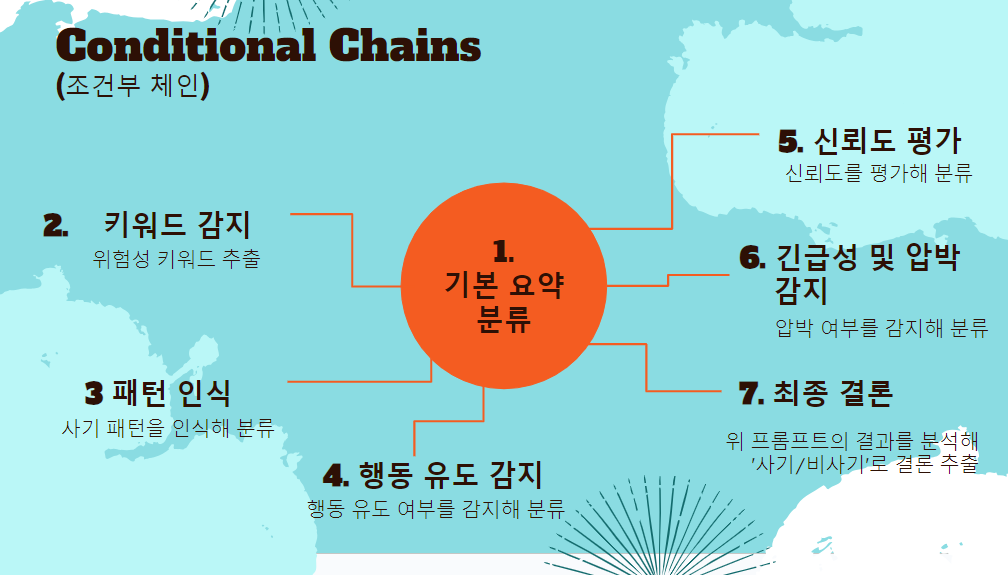 Conditional Chains
(조건부 체인)
1.
기본 요약
분류
2. 키워드 감지
위험성 키워드 추출
3 패턴 인식
사기 패턴을 인식해 분류
4. 행동 유도 감지
행동 유도 여부를 감지해 분류
5. 신뢰도 평가
신뢰도를 평가해 분류
6. 긴급성 및 압박
감지
압박 여부를 감지해 분류
7. 최종 결론
위 프롬프트의 결과를 분석해
'사기/비사기'로 결론 추출